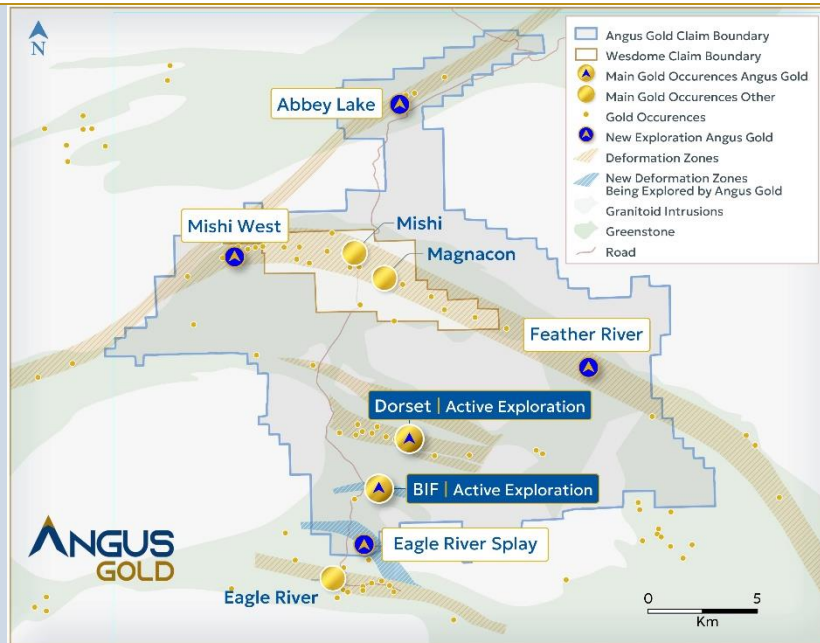 N
Angus Gold Claim Boundary
Wesdome Claim Boundary
Main Gold Occurences Angus Gold
Main Gold Occurences Other
Gold Occurences
New Exploration Angus Gold
Deformation Zones
New Deformation Zones
Being Explored by Angus Gold
Granitoid Intrusions
Greenstone
Road
Abbey Lake
Mishi West
Mishi
Magnacon
Feather River
Dorset | Active Exploration
BIF | Active Exploration
Eagle River Splay
Eagle River
ANGUS
GOLD
0 5
Km